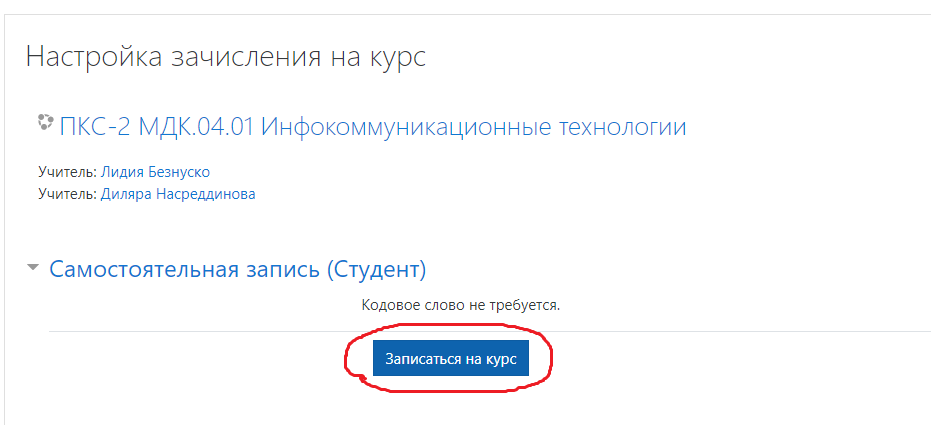 Настройка зачисления на курс
ПКС-2 МДК.04.01 Инфокоммуникационные технологии
Учитель: Лидия Безнуско
Учитель: Диляра Насреддинова
Самостоятельная запись (Студент)
Кодовое слово не требуется.
Записаться на курс